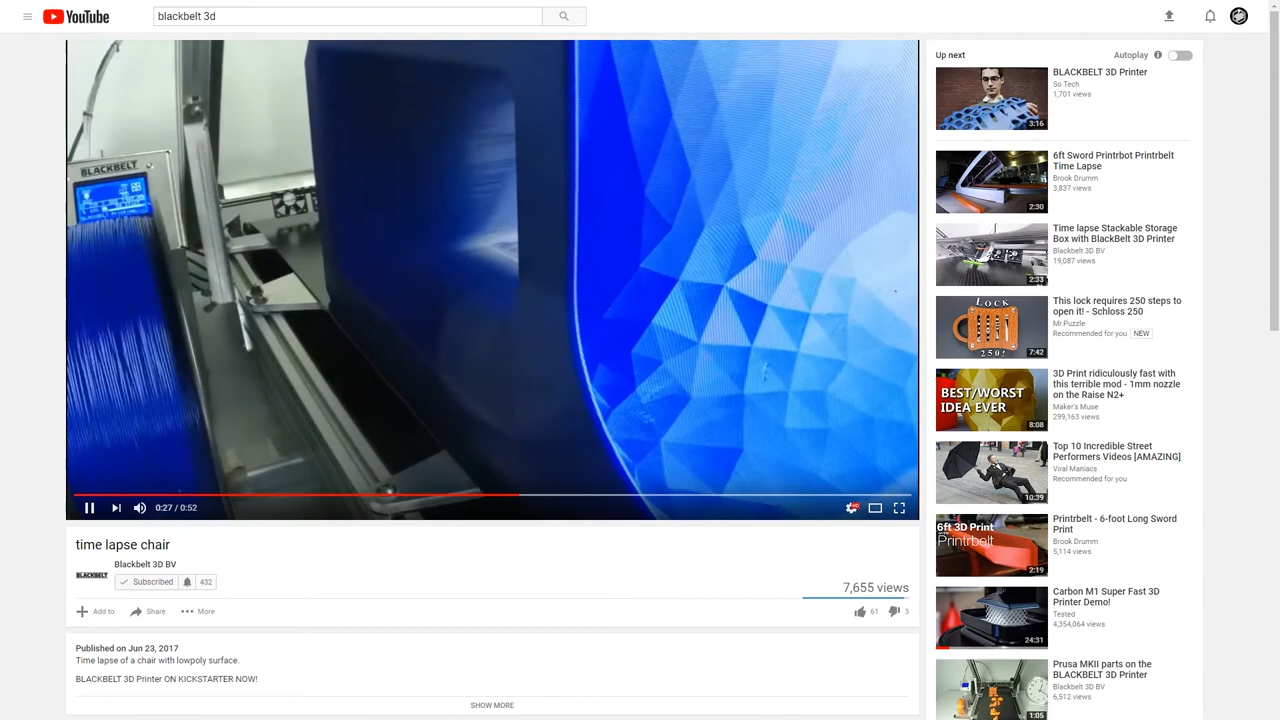 YouTube
blackbelt 3d
BLACKBELT
0:27 / 0:52
HD
time lapse chair
BLACKBELT
Blackbelt 3D BV
Subscribed
432
7,655 views
Add to
Share
More
61
3
Published on Jun 23, 2017
Time lapse of a chair with lowpoly surface.
BLACKBELT 3D Printer ON KICKSTARTER NOW!
SHOW MORE
Up next
Autoplay
3:16
BLACKBELT 3D Printer
So Tech
1,701 views
2:30
6ft Sword Printrbot Printrbelt
Time Lapse
Brook Drumm
3,837 views
2:33
Time lapse Stackable Storage
Box with BlackBelt 3D Printer
Blackbelt 3D BV
19,087 views
LOCK
250!
7:42
This lock requires 250 steps to
open it! - Schloss 250
Mr.Puzzle
Recommended for you NEW
BEST/WORST
IDEA EVER
8:08
3D Print ridiculously fast with
this terrible mod - 1mm nozzle
on the Raise N2+
Maker's Muse
299,163 views
10:39
Top 10 Incredible Street
Performers Videos [AMAZING]
Viral Maniacs
Recommended for you
6ft 3D Print
Printrbelt
2:19
Printrbelt - 6-foot Long Sword
Print
Brook Drumm
5,114 views
24:31
Carbon M1 Super Fast 3D
Printer Demo!
Tested
4,354,064 views
1:05
Prusa MKII parts on the
BLACKBELT 3D Printer
Blackbelt 3D BV
6,512 views